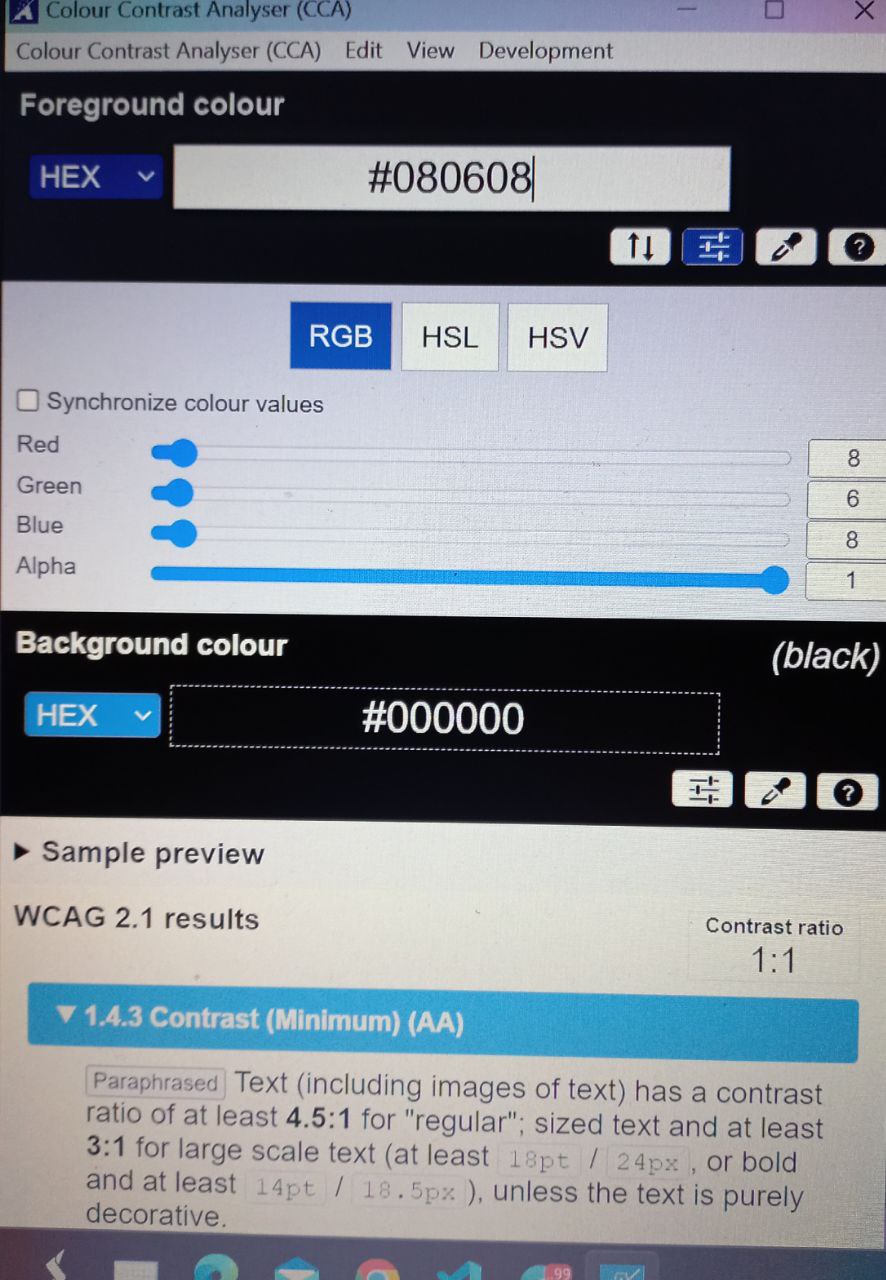 Colour Contrast Analyser (CCA)
Colour Contrast Analyser (CCA) Edit View Development
Foreground colour
HEX #080608
RGB HSL HSV
Synchronize colour values
Red 8
Green 6
Blue 8
Alpha 1
Background colour (black)
HEX #000000
Sample preview
WCAG 2.1 results
Contrast ratio
1:1
1.4.3 Contrast (Minimum) (AA)
Paraphrased Text (including images of text) has a contrast
ratio of at least 4.5:1 for "regular"; sized text and at least
3:1 for large scale text (at least 18pt / 24px , or bold
and at least 14pt / 18.5px ), unless the text is purely
decorative.
99